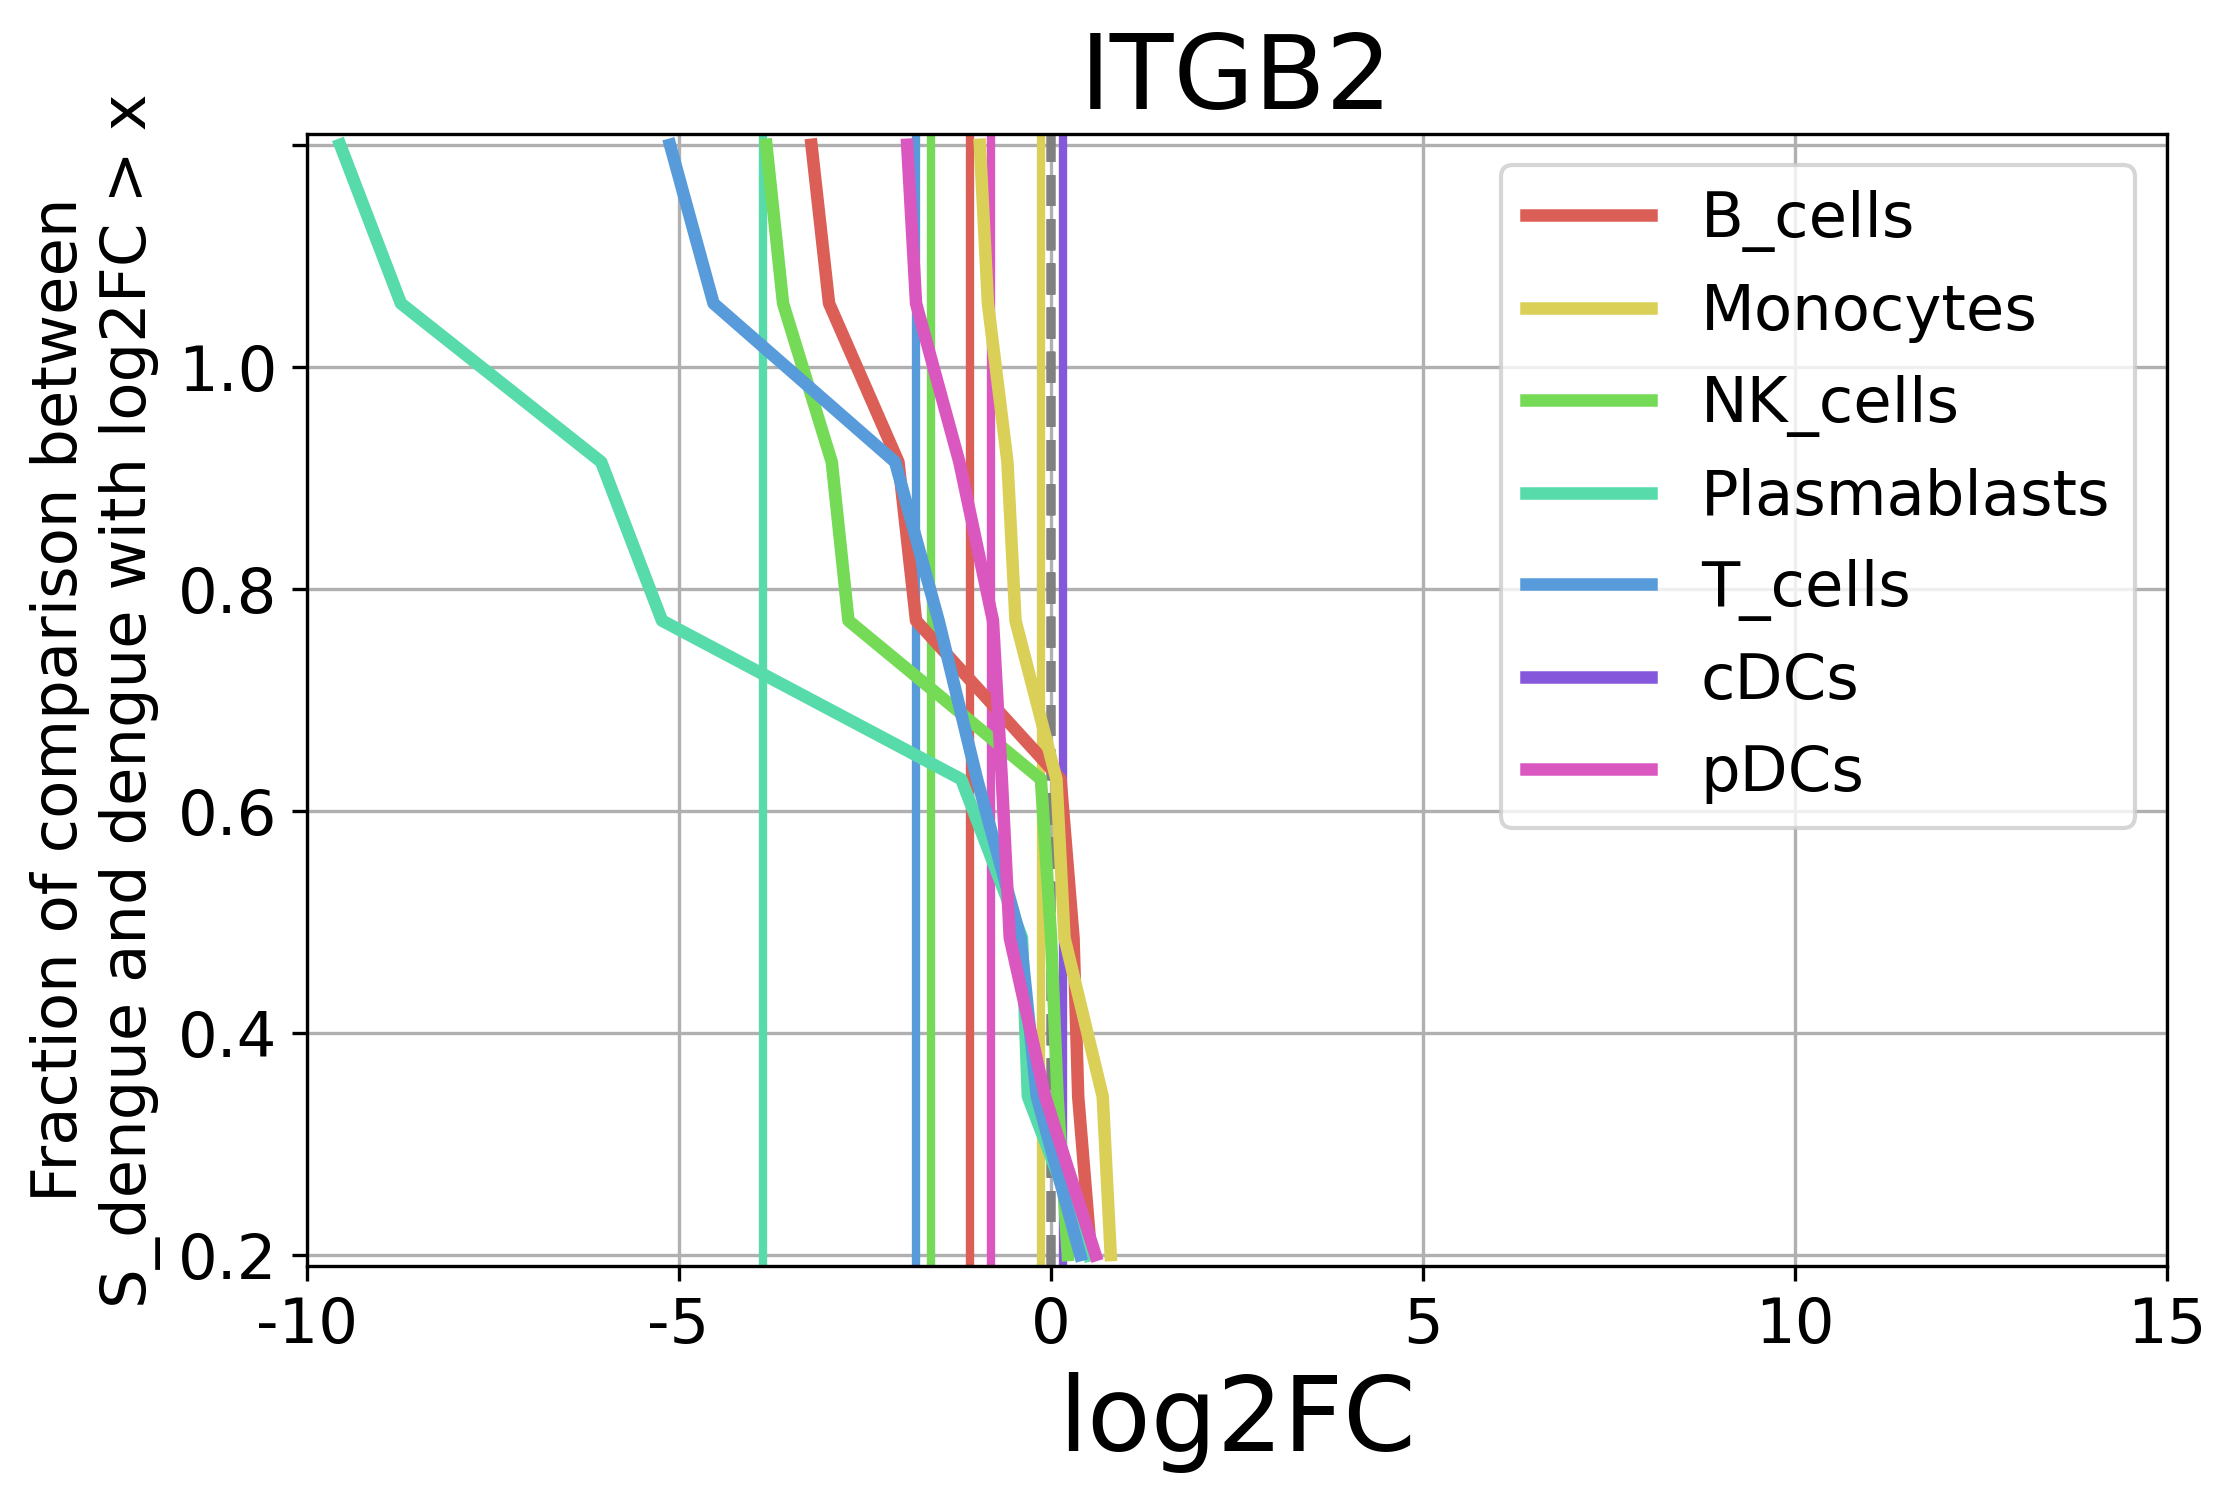 ITGB2
Fraction of comparison between
S_dengue and dengue with log2FC > x
1.0
0.8
0.6
0.4
0.2
-10 -5 0 5 10 15
log2FC
B_cells
Monocytes
NK_cells
Plasmablasts
T_cells
cDCs
pDCs